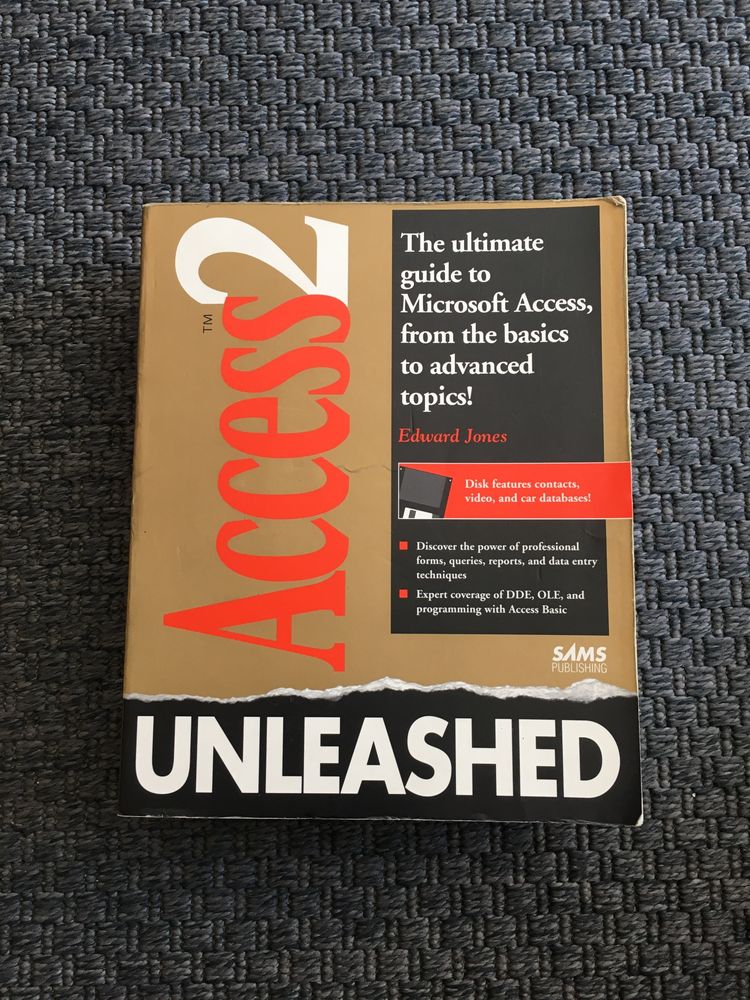 Access 2
™
The ultimate
guide to
Microsoft Access,
from the basics
to advanced
topics!
Edward Jones
Disk features contacts,
video, and car databases!
Discover the power of professional
forms, queries, reports, and data entry
techniques
Expert coverage of DDE, OLE, and
programming with Access Basic
SAMS
PUBLISHING
UNLEASHED